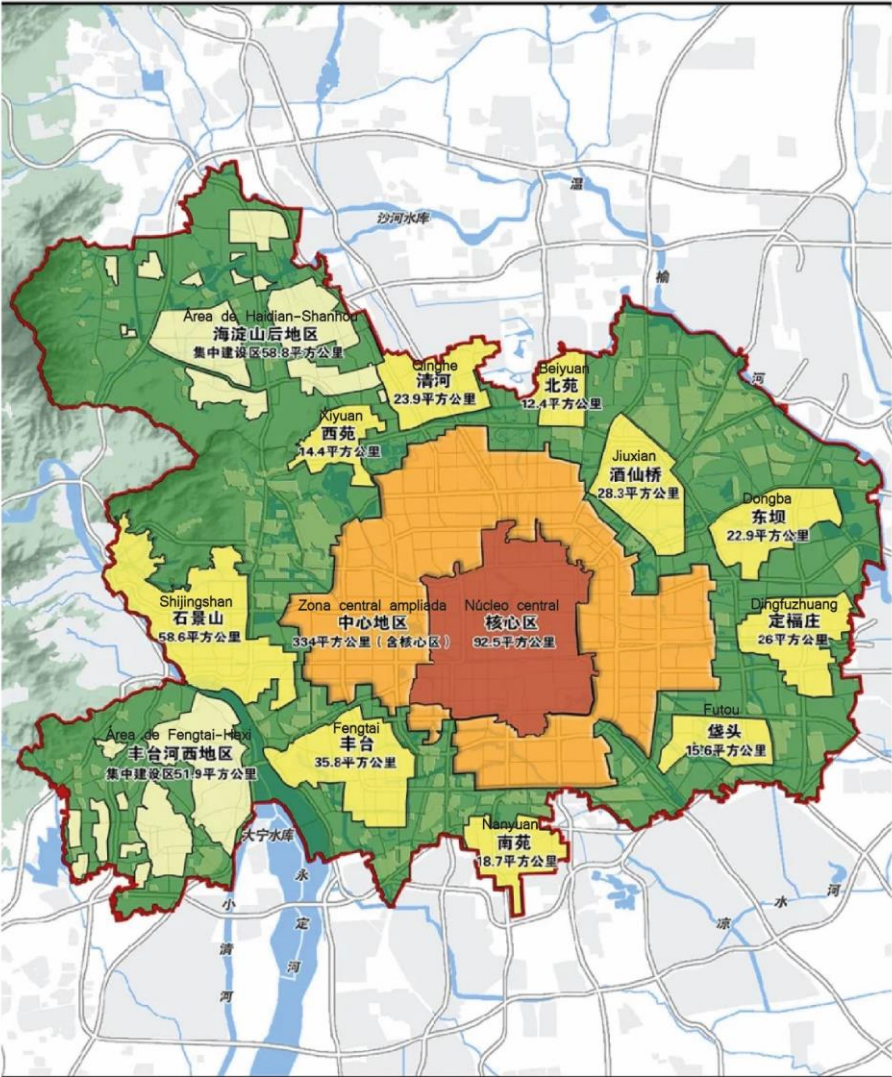 温
沙河水库
榆
河
Área de Haidian-Shanhou
海淀山后地区
集中建设区58.8平方公里
Qinghe
清河
23.9平方公里
Beiyuan
北苑
12.4平方公里
Xiyuan
西苑
14.4平方公里
Jiuxian
酒仙桥
28.3平方公里
Dongba
东坝
22.9平方公里
Shijingshan
石景山
58.6平方公里
Zona central ampliada
中心地区
334平方公里(含核心区)
Núcleo central
核心区
92.5平方公里
Dingfuzhuang
定福庄
26平方公里
Futou
垡头
15.6平方公里
Área de Fengtai-Hexi
丰台河西地区
集中建设区51.9平方公里
Fengtai
丰台
35.8平方公里
Nanyuan
南苑
18.7平方公里
大宁水库
永定河
小清河
凉水河